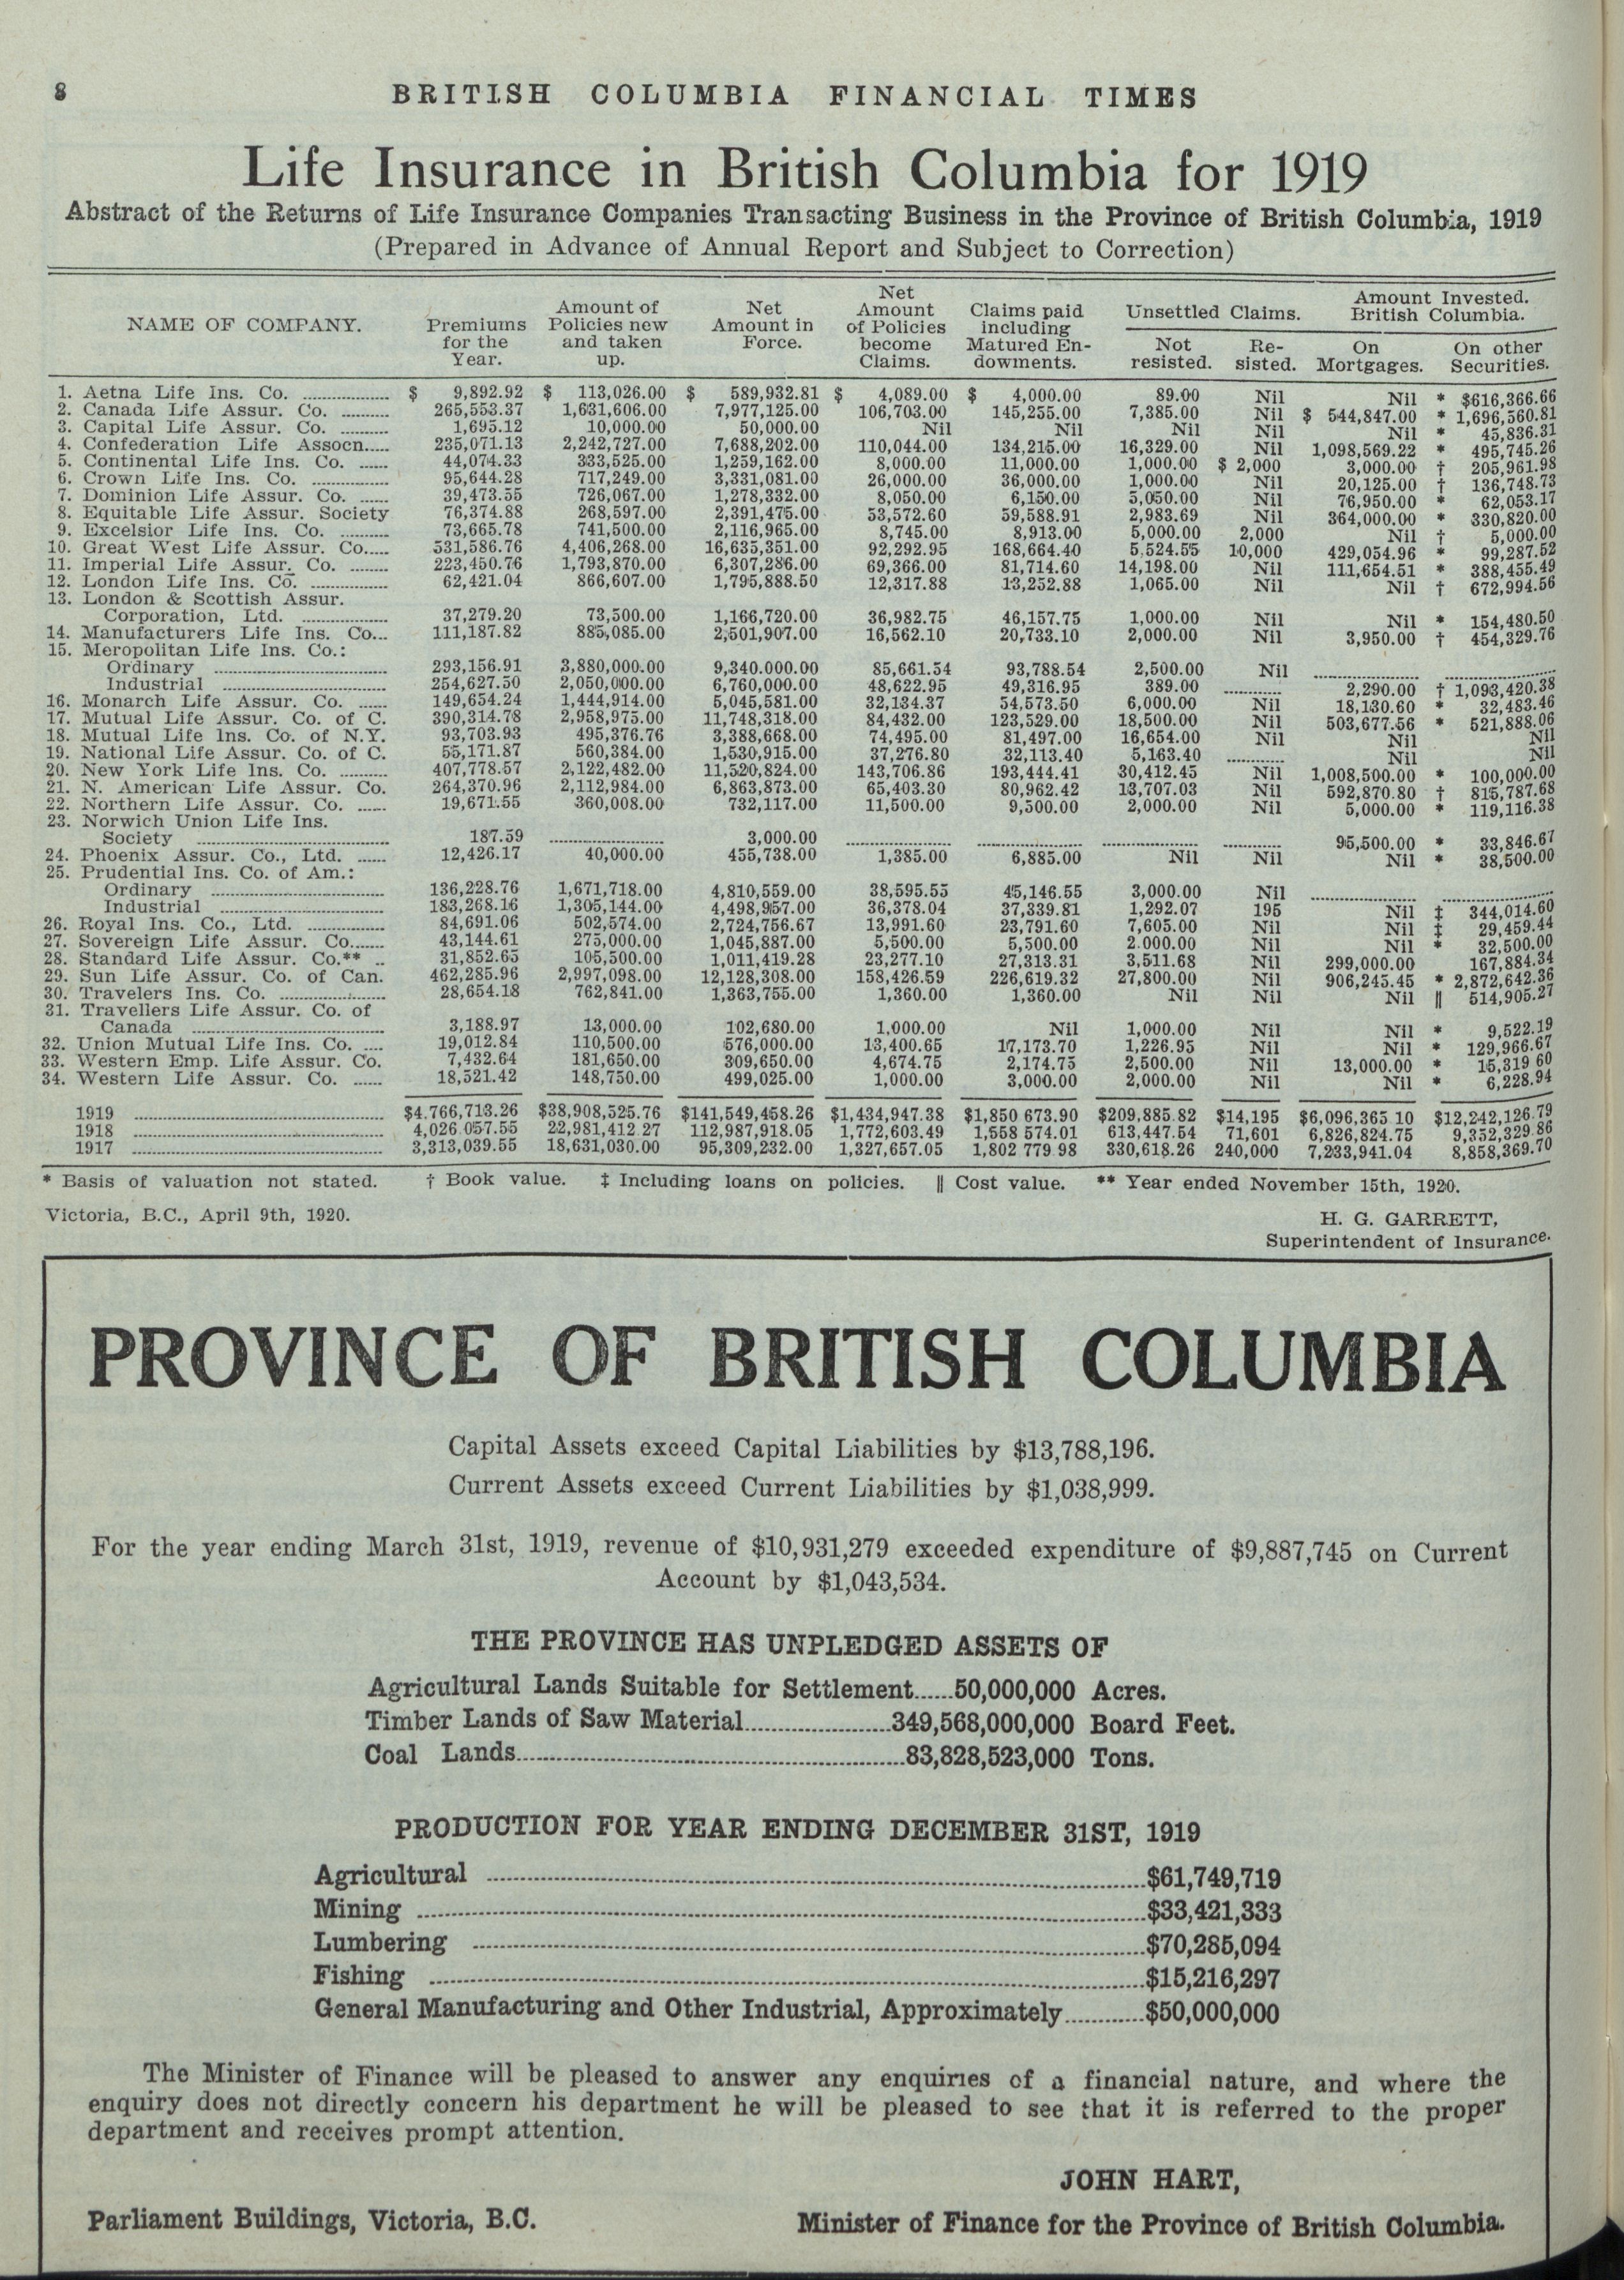 8 BRITISH COLUMBIA FINANCIAL TIMES
Life Insurance in British Columbia for 1919
Abstract of the Returns of Life Insurance Companies Transacting Business in the Province of British Columbia, 1919
(Prepared in Advance of Annual Report and Subject to Correction)
NAME OF COMPANY. Premiums for the Year. Amount of Policies new and taken up. Net Amount in Force. Net Amount of Policies become Claims. Claims paid including Matured Endowments. Unsettled Claims. Not resisted. Resisted. Amount Invested. British Columbia. On Mortgages. On other Securities.
1. Aetna Life Ins. Co. $ 9,892.92 $ 113,026.00 $ 589,932.81 $ 4,089.00 $ 4,000.00 89.00 Nil Nil * $616,366.66
2. Canada Life Assur. Co. 265,553.37 1,631,606.00 7,977,125.00 106,703.00 145,255.00 7,385.00 Nil $ 544,847.00 * 1,696,560.81
3. Capital Life Assur. Co. 1,695.12 10,000.00 50,000.00 Nil Nil Nil Nil Nil * 45,836.31
4. Confederation Life Assocn. 235,071.13 2,242,727.00 7,688,202.00 110,044.00 134,215.00 16,329.00 Nil 1,098,569.22 * 495,745.26
5. Continental Life Ins. Co. 44,074.33 333,525.00 1,259,162.00 8,000.00 11,000.00 1,000.00 $ 2,000 3,000.00 † 205,961.98
6. Crown Life Ins. Co. 95,644.28 717,249.00 3,331,081.00 26,000.00 36,000.00 1,000.00 Nil 20,125.00 † 136,748.73
7. Dominion Life Assur. Co. 39,473.55 726,067.00 1,278,332.00 8,050.00 6,150.00 5,050.00 Nil 76,950.00 * 62,053.17
8. Equitable Life Assur. Society 76,374.88 268,597.00 2,391,475.00 53,572.60 59,588.91 2,983.69 Nil 364,000.00 * 330,820.00
9. Excelsior Life Ins. Co. 73,665.78 741,500.00 2,116,965.00 8,745.00 8,913.00 5,000.00 2,000 Nil † 5,000.00
10. Great West Life Assur. Co. 531,586.76 4,406,268.00 16,635,351.00 92,292.95 168,664.40 5,524.55 10,000 429,054.96 * 99,287.52
11. Imperial Life Assur. Co. 223,450.76 1,793,870.00 6,307,286.00 69,366.00 81,714.60 14,198.00 Nil 111,654.51 * 388,455.49
12. London Life Ins. Co. 62,421.04 866,607.00 1,795,888.50 12,317.88 13,252.88 1,065.00 Nil Nil † 672,994.56
13. London & Scottish Assur.
Corporation, Ltd. 37,279.20 73,500.00 1,166,720.00 36,982.75 46,157.75 1,000.00 Nil Nil * 154,480.50
14. Manufacturers Life Ins. Co... 111,187.82 885,085.00 2,501,907.00 16,562.10 20,733.10 2,000.00 Nil 3,950.00 † 454,329.76
15. Meropolitan Life Ins. Co.:
Ordinary 293,156.91 3,880,000.00 9,340.000.00 85,661.54 93,788.54 2,500.00 Nil
Industrial 254,627.50 2,050,000.00 6,760,000.00 48,622.95 49,316.95 389.00 2,290.00 † 1,093,420.38
16. Monarch Life Assur. Co. 149,654.24 1,444,914.00 5,045,581.00 32,134.37 54,573.50 6,000.00 Nil 18,130.60 * 32,483.46
17. Mutual Life Assur. Co. of C. 390,314.78 2,958,975.00 11,748,318.00 84,432.00 123,529.00 18,500.00 Nil 503,677.56 * 521,888.06
18. Mutual Life Ins. Co. of N.Y. 93,703.93 495,376.76 3,388,668.00 74,495.00 81,497.00 16,654.00 Nil Nil Nil
19. National Life Assur. Co. of C. 55,171.87 560,384.00 1,530,915.00 37,276.80 32,113.40 5,163.40 Nil Nil
20. New York Life Ins. Co. 407,778.57 2,122,482.00 11,520,824.00 143,706.86 193,444.41 30,412.45 Nil 1,008,500.00 * 100,000.00
21. N. American Life Assur. Co. 264,370.96 2,112,984.00 6,863,873.00 65,403.30 80,962.42 13,707.03 Nil 592,870.80 † 815,787.68
22. Northern Life Assur. Co. 19,671.55 360,008.00 732,117.00 11,500.00 9,500.00 2,000.00 Nil 5,000.00 * 119,116.38
23. Norwich Union Life Ins.
Society 187.59 3,000.00 95,500.00 * 33,846.67
24. Phoenix Assur. Co., Ltd. 12,426.17 40,000.00 455,738.00 1,385.00 6,885.00 Nil Nil Nil * 38,500.00
25. Prudential Ins. Co. of Am.:
Ordinary 136,228.76 1,671,718.00 4,810,559.00 38,595.55 45,146.55 3,000.00 Nil
Industrial 183,268.16 1,305,144.00 4,498,957.00 36,378.04 37,339.81 1,292.07 195 Nil ‡ 344,014.60
26. Royal Ins. Co., Ltd. 84,691.06 502,574.00 2,724,756.67 13,991.60 23,791.60 7,605.00 Nil Nil ‡ 29,459.44
27. Sovereign Life Assur. Co. 43,144.61 275,000.00 1,045,887.00 5,500.00 5,500.00 2.000.00 Nil Nil * 32,500.00
28. Standard Life Assur. Co.** .. 31,852.65 105,500.00 1,011,419.28 23,277.10 27,313.31 3,511.68 Nil 299,000.00 167,884.34
29. Sun Life Assur. Co. of Can. 462,285.96 2,997,098.00 12,128,308.00 158,426.59 226,619.32 27,800.00 Nil 906,245.45 * 2,872,642.36
30. Travelers Ins. Co. 28,654.18 762,841.00 1,363,755.00 1,360.00 1,360.00 Nil Nil Nil ‖ 514,905.27
31. Travellers Life Assur. Co. of
Canada 3,188.97 13,000.00 102,680.00 1,000.00 Nil 1,000.00 Nil Nil * 9,522.19
32. Union Mutual Life Ins. Co. 19,012.84 110,500.00 576,000.00 13,400.65 17,173.70 1,226.95 Nil Nil * 129,966.67
33. Western Emp. Life Assur. Co. 7,432.64 181,650.00 309,650.00 4,674.75 2,174.75 2,500.00 Nil 13,000.00 * 15,319 60
34. Western Life Assur. Co. 18,521.42 148,750.00 499,025.00 1,000.00 3,000.00 2,000.00 Nil Nil * 6,228.94
1919 $4.766,713.26 $38,908,525.76 $141,549,458.26 $1,434,947.38 $1,850 673.90 $209,885.82 $14,195 $6,096,365 10 $12,242,126.79
1918 4,026 057.55 22,981,412.27 112,987,918.05 1,772,603.49 1,558 574.01 613,447.54 71,601 6,826,824.75 9,352,329.86
1917 3,313,039.55 18,631,030.00 95,309,232.00 1,327,657.05 1,802 779 98 330,618.26 240,000 7,233,941.04 8,858,369.70
* Basis of valuation not stated. † Book value. ‡ Including loans on policies. ‖ Cost value. ** Year ended November 15th, 1920.
Victoria, B.C., April 9th, 1920.
H. G. GARRETT,
Superintendent of Insurance.
PROVINCE OF BRITISH COLUMBIA
Capital Assets exceed Capital Liabilities by $13,788,196.
Current Assets exceed Current Liabilities by $1,038,999.
For the year ending March 31st, 1919, revenue of $10,931,279 exceeded expenditure of $9,887,745 on Current
Account by $1,043,534.
THE PROVINCE HAS UNPLEDGED ASSETS OF
Agricultural Lands Suitable for Settlement......50,000,000 Acres.
Timber Lands of Saw Material......349,568,000,000 Board Feet.
Coal Lands......83,828,523,000 Tons.
PRODUCTION FOR YEAR ENDING DECEMBER 31ST, 1919
Agricultural ......$61,749,719
Mining ......$33,421,333
Lumbering ......$70,285,094
Fishing ......$15,216,297
General Manufacturing and Other Industrial, Approximately......$50,000,000
The Minister of Finance will be pleased to answer any enquiries of a financial nature, and where the
enquiry does not directly concern his department he will be pleased to see that it is referred to the proper
department and receives prompt attention.
JOHN HART,
Parliament Buildings, Victoria, B.C. Minister of Finance for the Province of British Columbia.